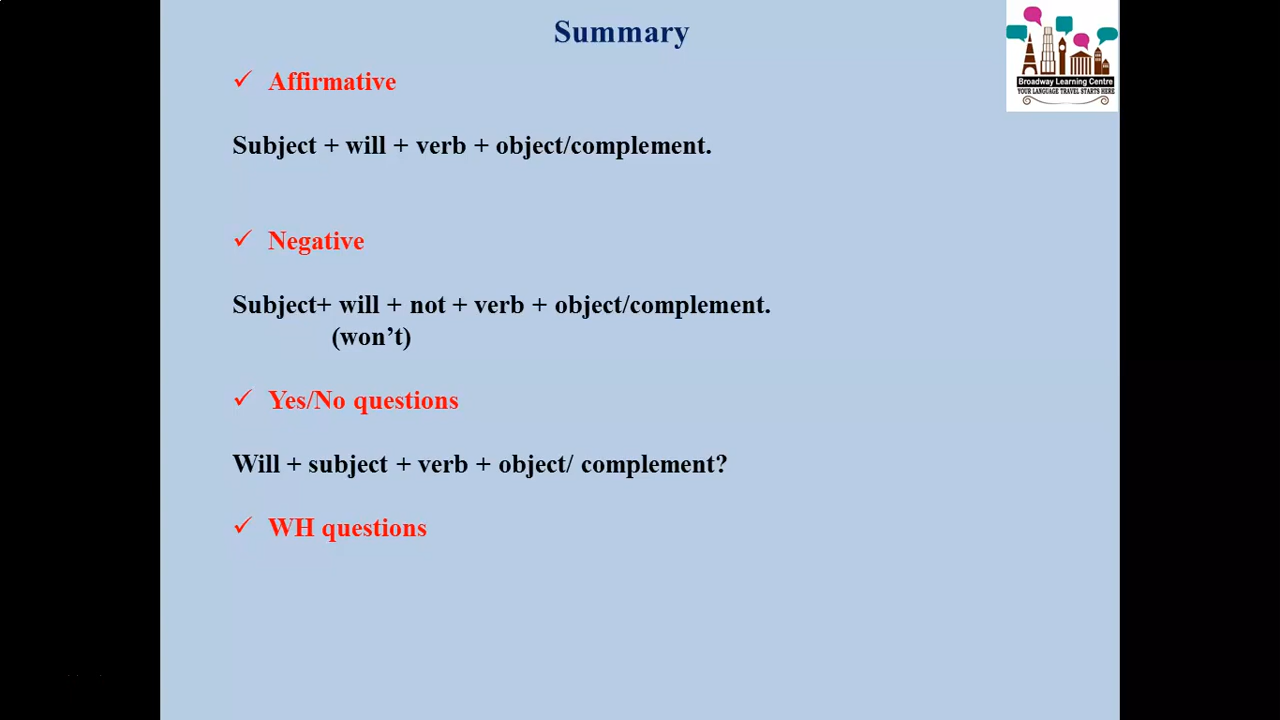 Summary
Broadway Learning Centre
YOUR LANGUAGE TRAVEL STARTS HERE
✓ Affirmative
Subject + will + verb + object/complement.
✓ Negative
Subject+ will + not + verb + object/complement.
(won’t)
✓ Yes/No questions
Will + subject + verb + object/ complement?
✓ WH questions